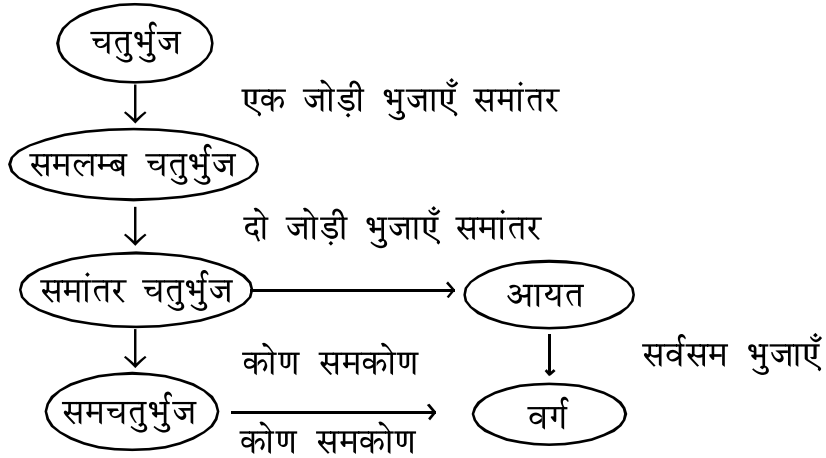 चतुर्भुज
एक जोड़ी भुजाएँ समांतर
समलम्ब चतुर्भुज
दो जोड़ी भुजाएँ समांतर
समांतर चतुर्भुज
आयत
कोण समकोण
सर्वसम भुजाएँ
समचतुर्भुज
वर्ग
कोण समकोण